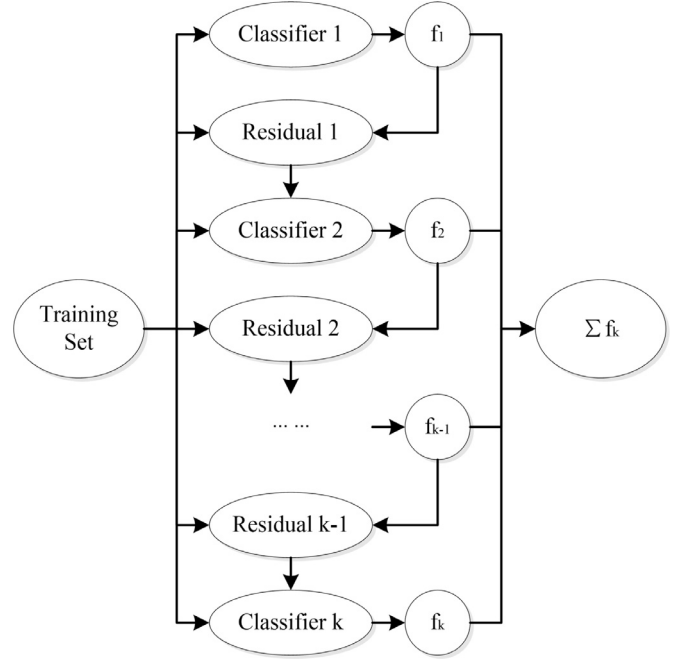 Classifier 1
f₁
Residual 1
Classifier 2
f₂
Training
Set
Residual 2
Σ fₖ
... ...
fₖ₋₁
Residual k-1
Classifier k
fₖ